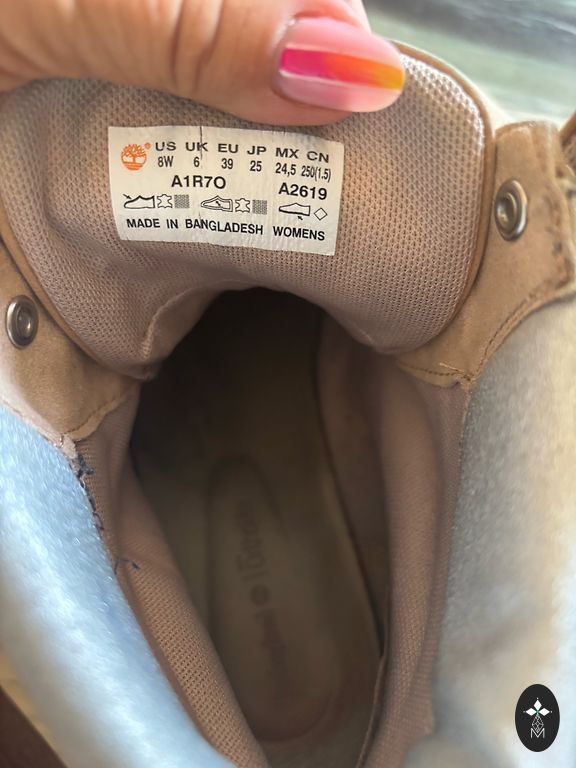 US UK EU JP MX CN
8W 6 39 25 24,5 250(1.5)
A1R7O A2619
MADE IN BANGLADESH WOMENS